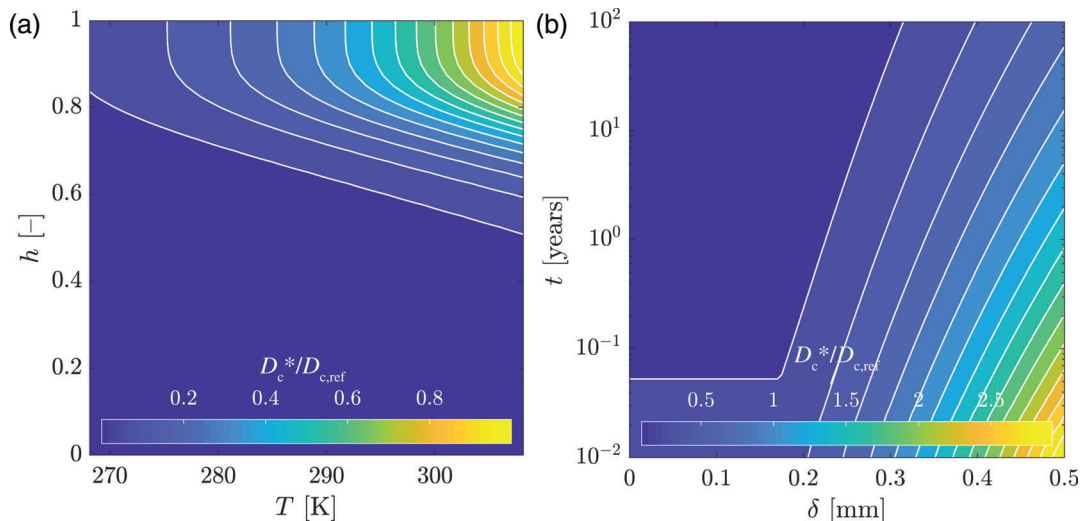 (a)
1
0.8
0.6
0.4
0.2
0
h [−]
D_c*/D_c,ref
0.2 0.4 0.6 0.8
270 280 290 300
T [K]
(b)
10^2
10^1
10^0
10^−1
10^−2
t [years]
D_c*/D_c,ref
0.5 1 1.5 2 2.5
0 0.1 0.2 0.3 0.4 0.5
δ [mm]